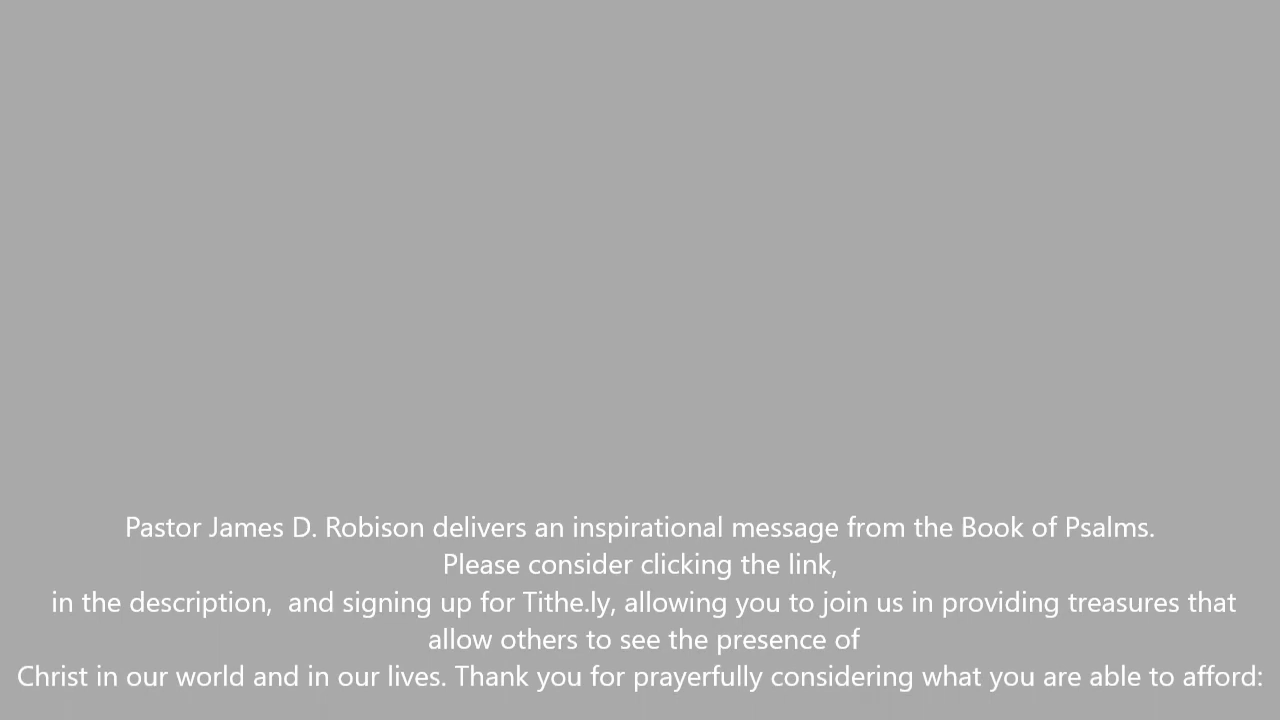 Pastor James D. Robison delivers an inspirational message from the Book of Psalms.
Please consider clicking the link,
in the description,  and signing up for Tithe.ly, allowing you to join us in providing treasures that
allow others to see the presence of
Christ in our world and in our lives. Thank you for prayerfully considering what you are able to afford: